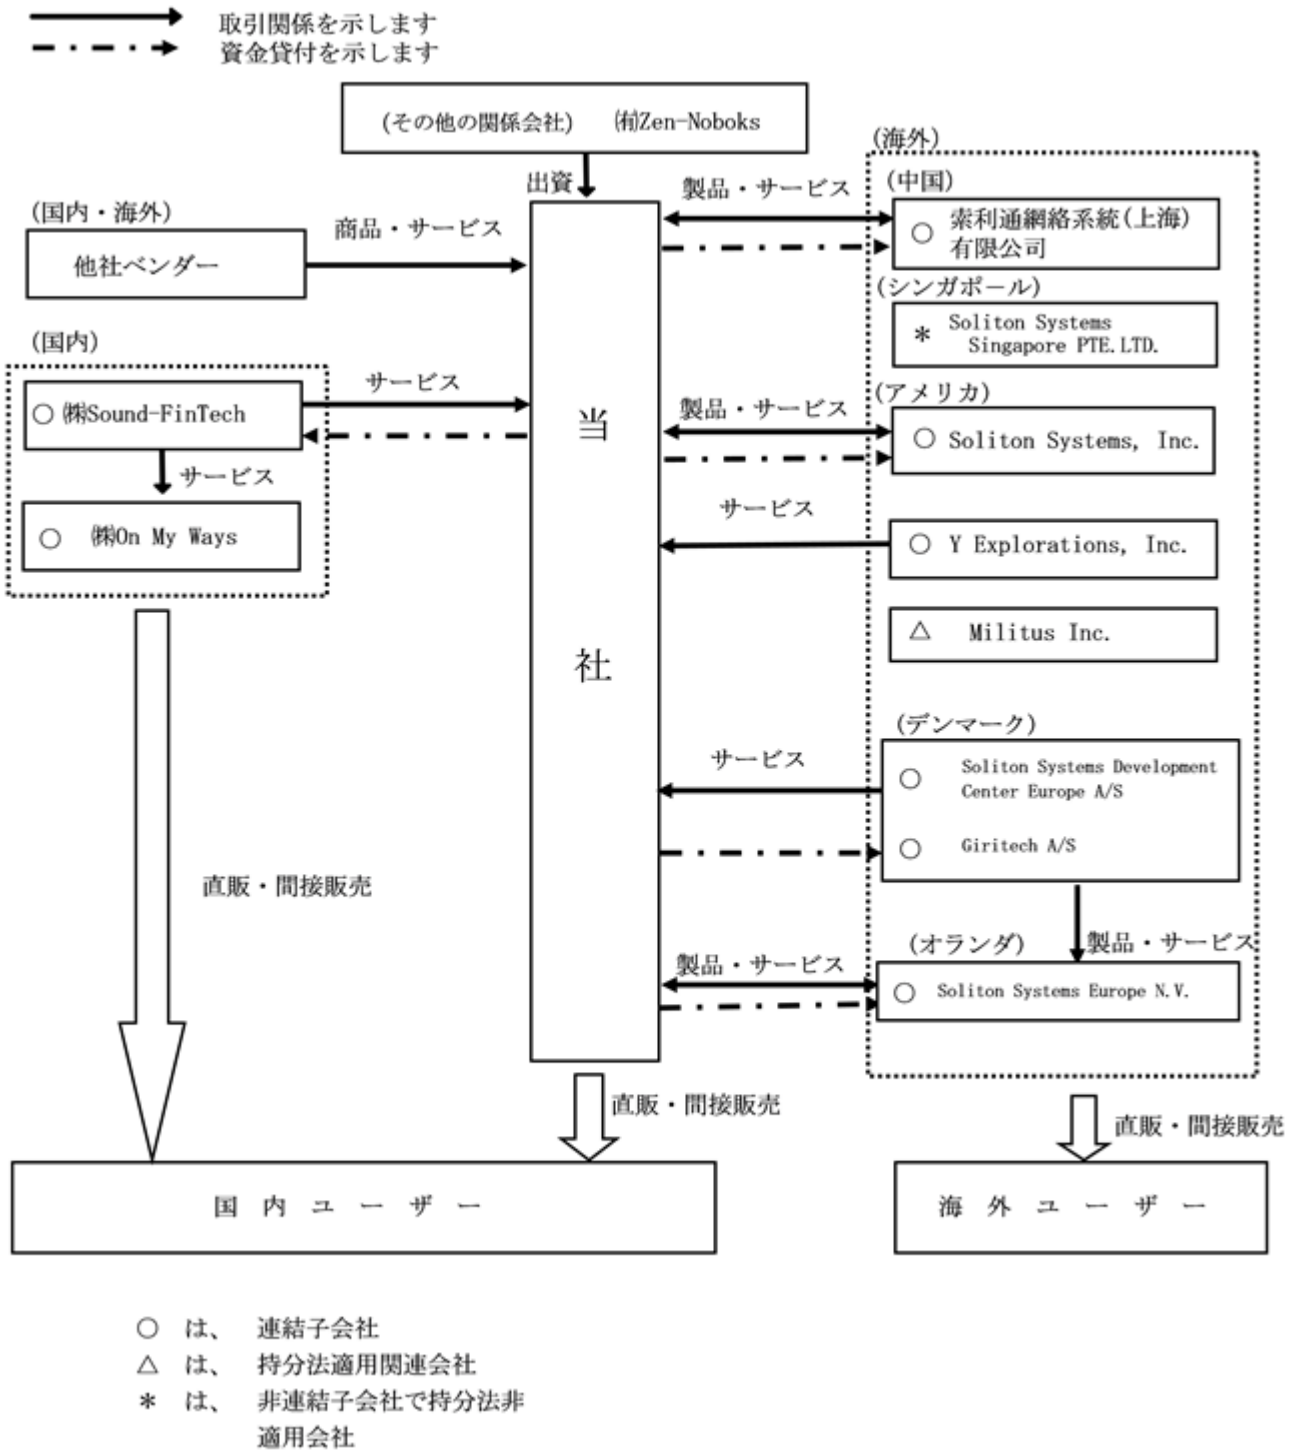 取引関係を示します
資金貸付を示します
(その他の関係会社) ㈲Zen-Noboks
出資
(国内・海外)
他社ベンダー
商品・サービス
(国内)
○ ㈱Sound-FinTech
サービス
サービス
○ ㈱On My Ways
当
社
(海外)
(中国)
製品・サービス
○ 索利通網絡系統(上海)
有限公司
(シンガポール)
* Soliton Systems
Singapore PTE.LTD.
(アメリカ)
製品・サービス
○ Soliton Systems, Inc.
サービス
○ Y Explorations, Inc.
△ Militus Inc.
(デンマーク)
サービス
○ Soliton Systems Development
Center Europe A/S
○ Giritech A/S
(オランダ)
製品・サービス
製品・サービス
○ Soliton Systems Europe N.V.
直販・間接販売
直販・間接販売
直販・間接販売
国内ユーザー
海外ユーザー
○ は、 連結子会社
△ は、 持分法適用関連会社
* は、 非連結子会社で持分法非
適用会社